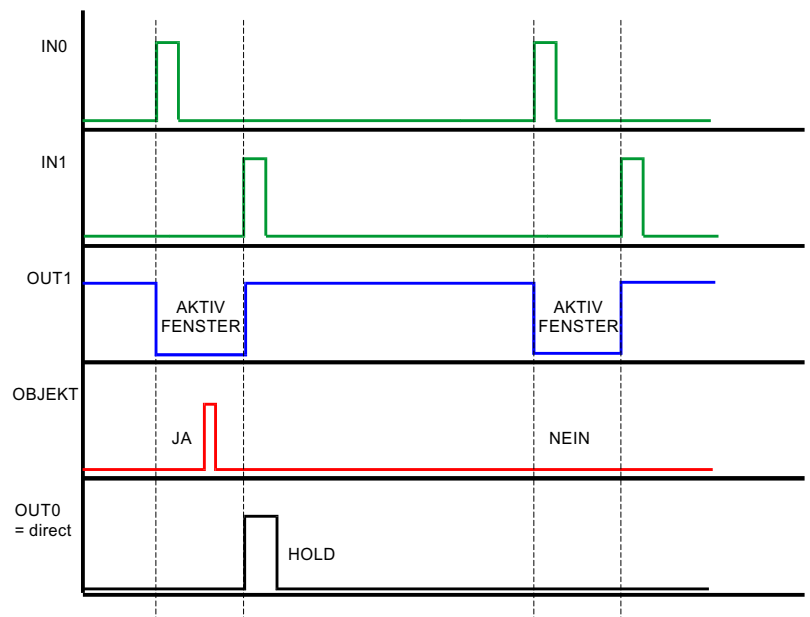 IN0
IN1
OUT1
AKTIV
FENSTER
AKTIV
FENSTER
OBJEKT
JA
NEIN
OUT0
= direct
HOLD